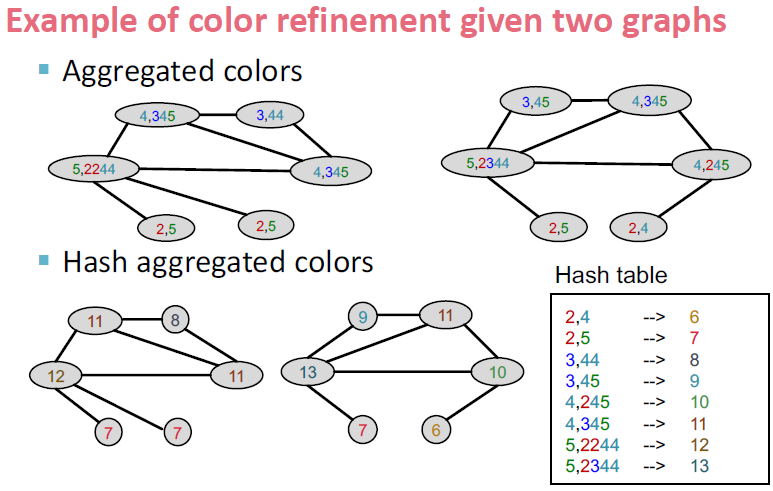 Example of color refinement given two graphs
Aggregated colors
4,345
3,44
5,2244
4,345
2,5
2,5
3,45
4,345
5,2344
4,245
2,5
2,4
Hash aggregated colors
11
8
12
11
7
7
9
11
13
10
7
6
Hash table
2,4 --> 6
2,5 --> 7
3,44 --> 8
3,45 --> 9
4,245 --> 10
4,345 --> 11
5,2244 --> 12
5,2344 --> 13